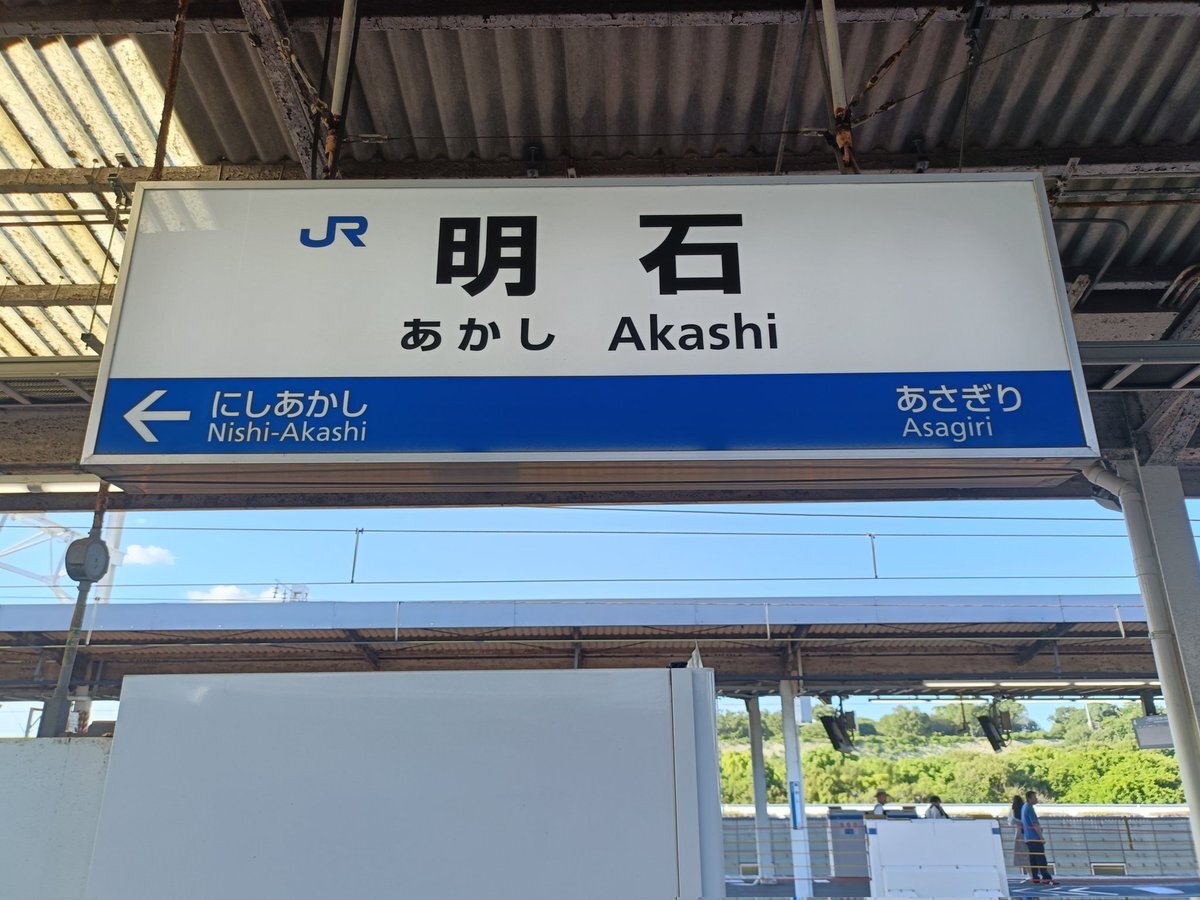 JR
明石
あかし Akashi
← にしあかし
Nishi-Akashi
あさぎり
Asagiri